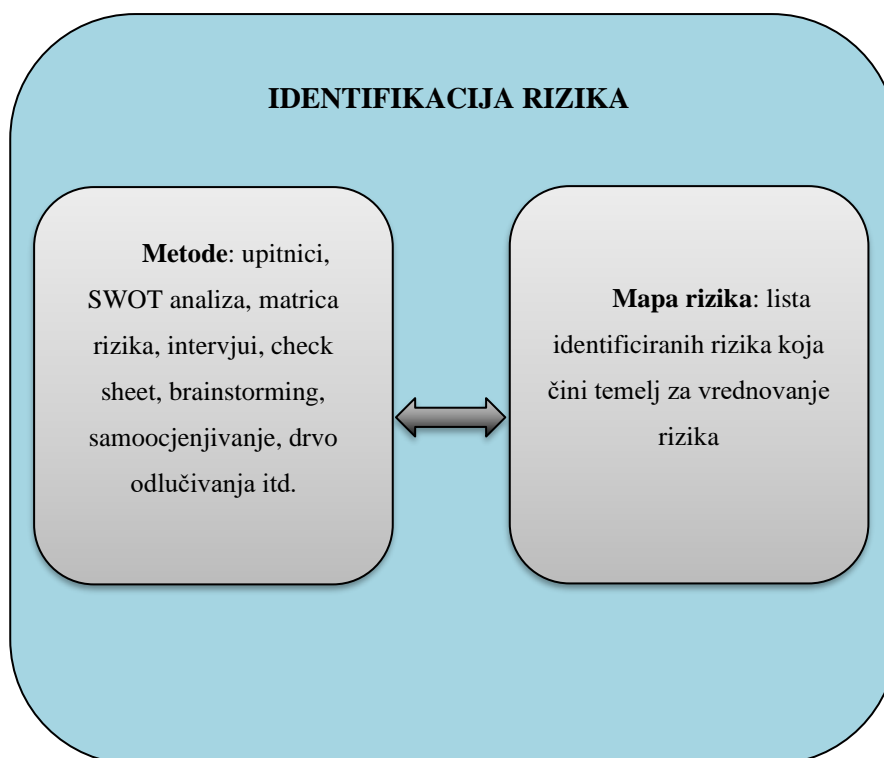 IDENTIFIKACIJA RIZIKA
Metode: upitnici,
SWOT analiza, matrica
rizika, intervjui, check
sheet, brainstorming,
samoocjenjivanje, drvo
odlučivanja itd.
Mapa rizika: lista
identificiranih rizika koja
čini temelj za vrednovanje
rizika